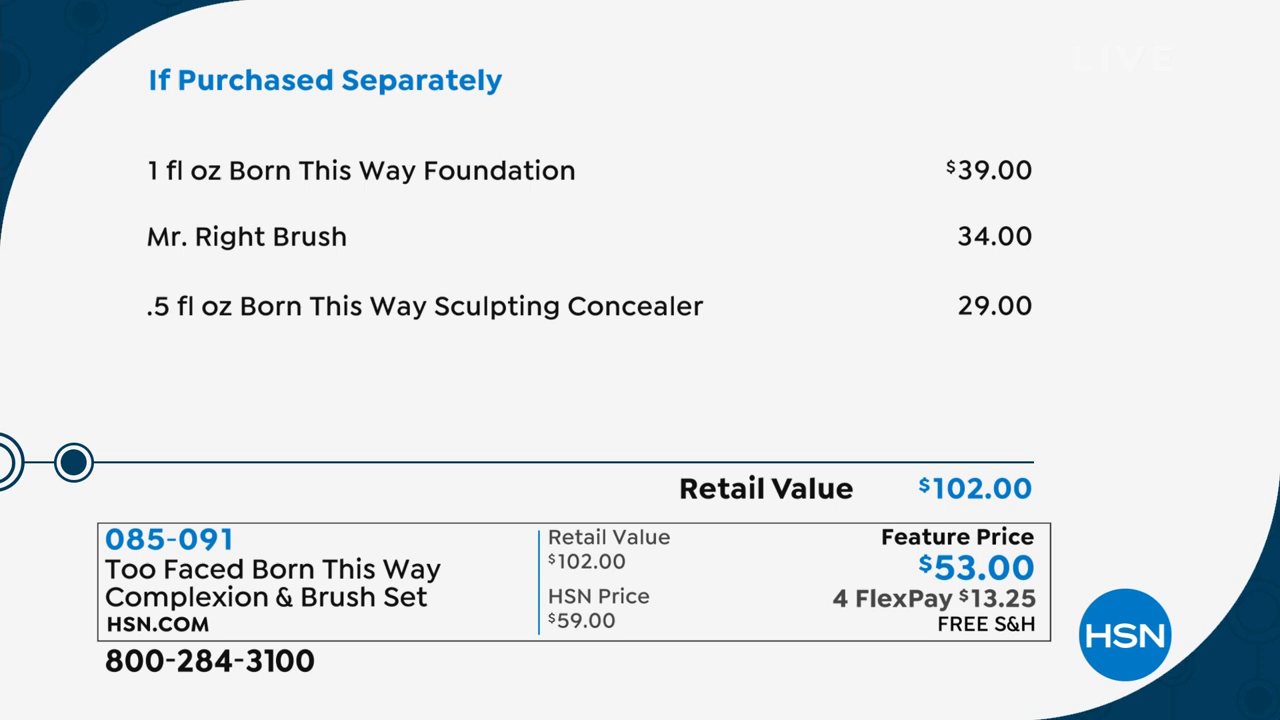 LIVE
If Purchased Separately
1 fl oz Born This Way Foundation $39.00
Mr. Right Brush 34.00
.5 fl oz Born This Way Sculpting Concealer 29.00
Retail Value $102.00
085-091
Too Faced Born This Way
Complexion & Brush Set
HSN.COM
Retail Value
$102.00
HSN Price
$59.00
Feature Price
$53.00
4 FlexPay $13.25
FREE S&H
800-284-3100
HSN